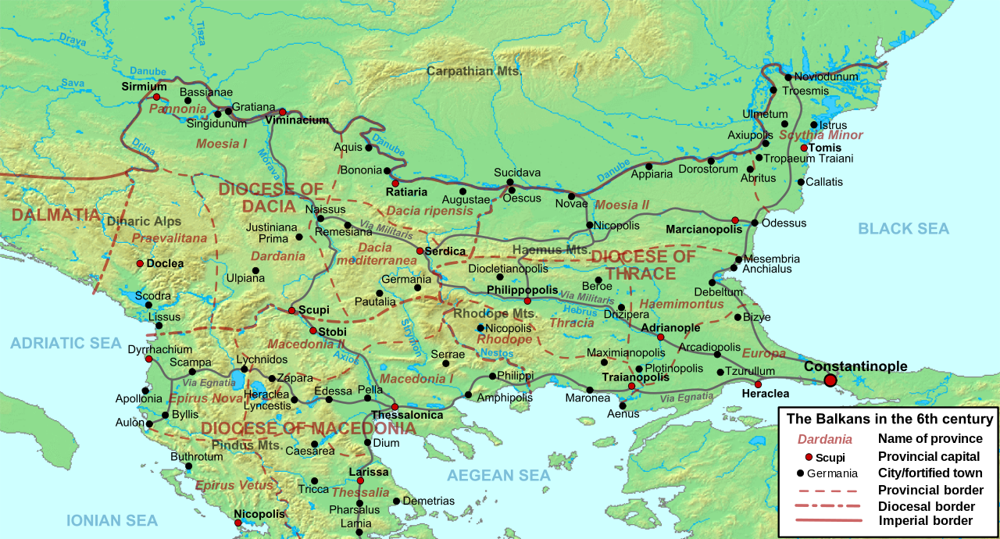 Drava
Tisza
Carpathian Mts.
Danube
Sava
Sirmium
Bassianae
Pannonia
Gratiana
Singidunum
Viminacium
Moesia I
Drina
Morava
Aquis
Danube
Bononia
Ratiaria
Sucidava
Augustae
Oescus
Danube
Novae
Appiaria
Dorostorum
Noviodunum
Troesmis
Ulmetum
Istrus
Axiupolis
Scythia Minor
Tomis
Tropaeum Traiani
Abritus
Callatis
DIOCESE OF
DACIA
DALMATIA
Dinaric Alps
Praevalitana
Naissus
Remesiana
Via Militaris
Dacia ripensis
Moesia II
Nicopolis
Marcianopolis
Odessus
BLACK SEA
Justiniana
Prima
Dardania
Dacia
mediterranea
Serdica
Haemus Mts.
DIOCESE OF
THRACE
Mesembria
Anchialus
Doclea
Ulpiana
Germania
Diocletianopolis
Beroe
Debeltum
Scodra
Pautalia
Philippopolis
Via Militaris
Haemimontus
Lissus
Scupi
Rhodope Mts.
Hebrus
Drizipera
Bizye
Stobi
Strymon
Nicopolis
Thracia
Adrianople
ADRIATIC SEA
Macedonia II
Rhodope
Dyrrhachium
Axios
Nestos
Serrae
Maximianopolis
Arcadiopolis
Europa
Scampa
Lychnidos
Zapara
Macedonia I
Philippi
Plotinopolis
Tzurullum
Constantinople
Via Egnatia
Edessa
Pella
Traianopolis
Apollonia
Epirus Nova
Heraclea
Lyncestis
Amphipolis
Maronea
Via Egnatia
Heraclea
Byllis
Thessalonica
Aenus
Aulon
DIOCESE OF MACEDONIA
Pindus Mts.
Caesarea
Dium
Buthrotum
Larissa
AEGEAN SEA
Epirus Vetus
Tricca
Thessalia
Demetrias
Pharsalus
Nicopolis
IONIAN SEA
Lamia
The Balkans in the 6th century
Dardania Name of province
Scupi Provincial capital
Germania City/fortified town
Provincial border
Diocesal border
Imperial border